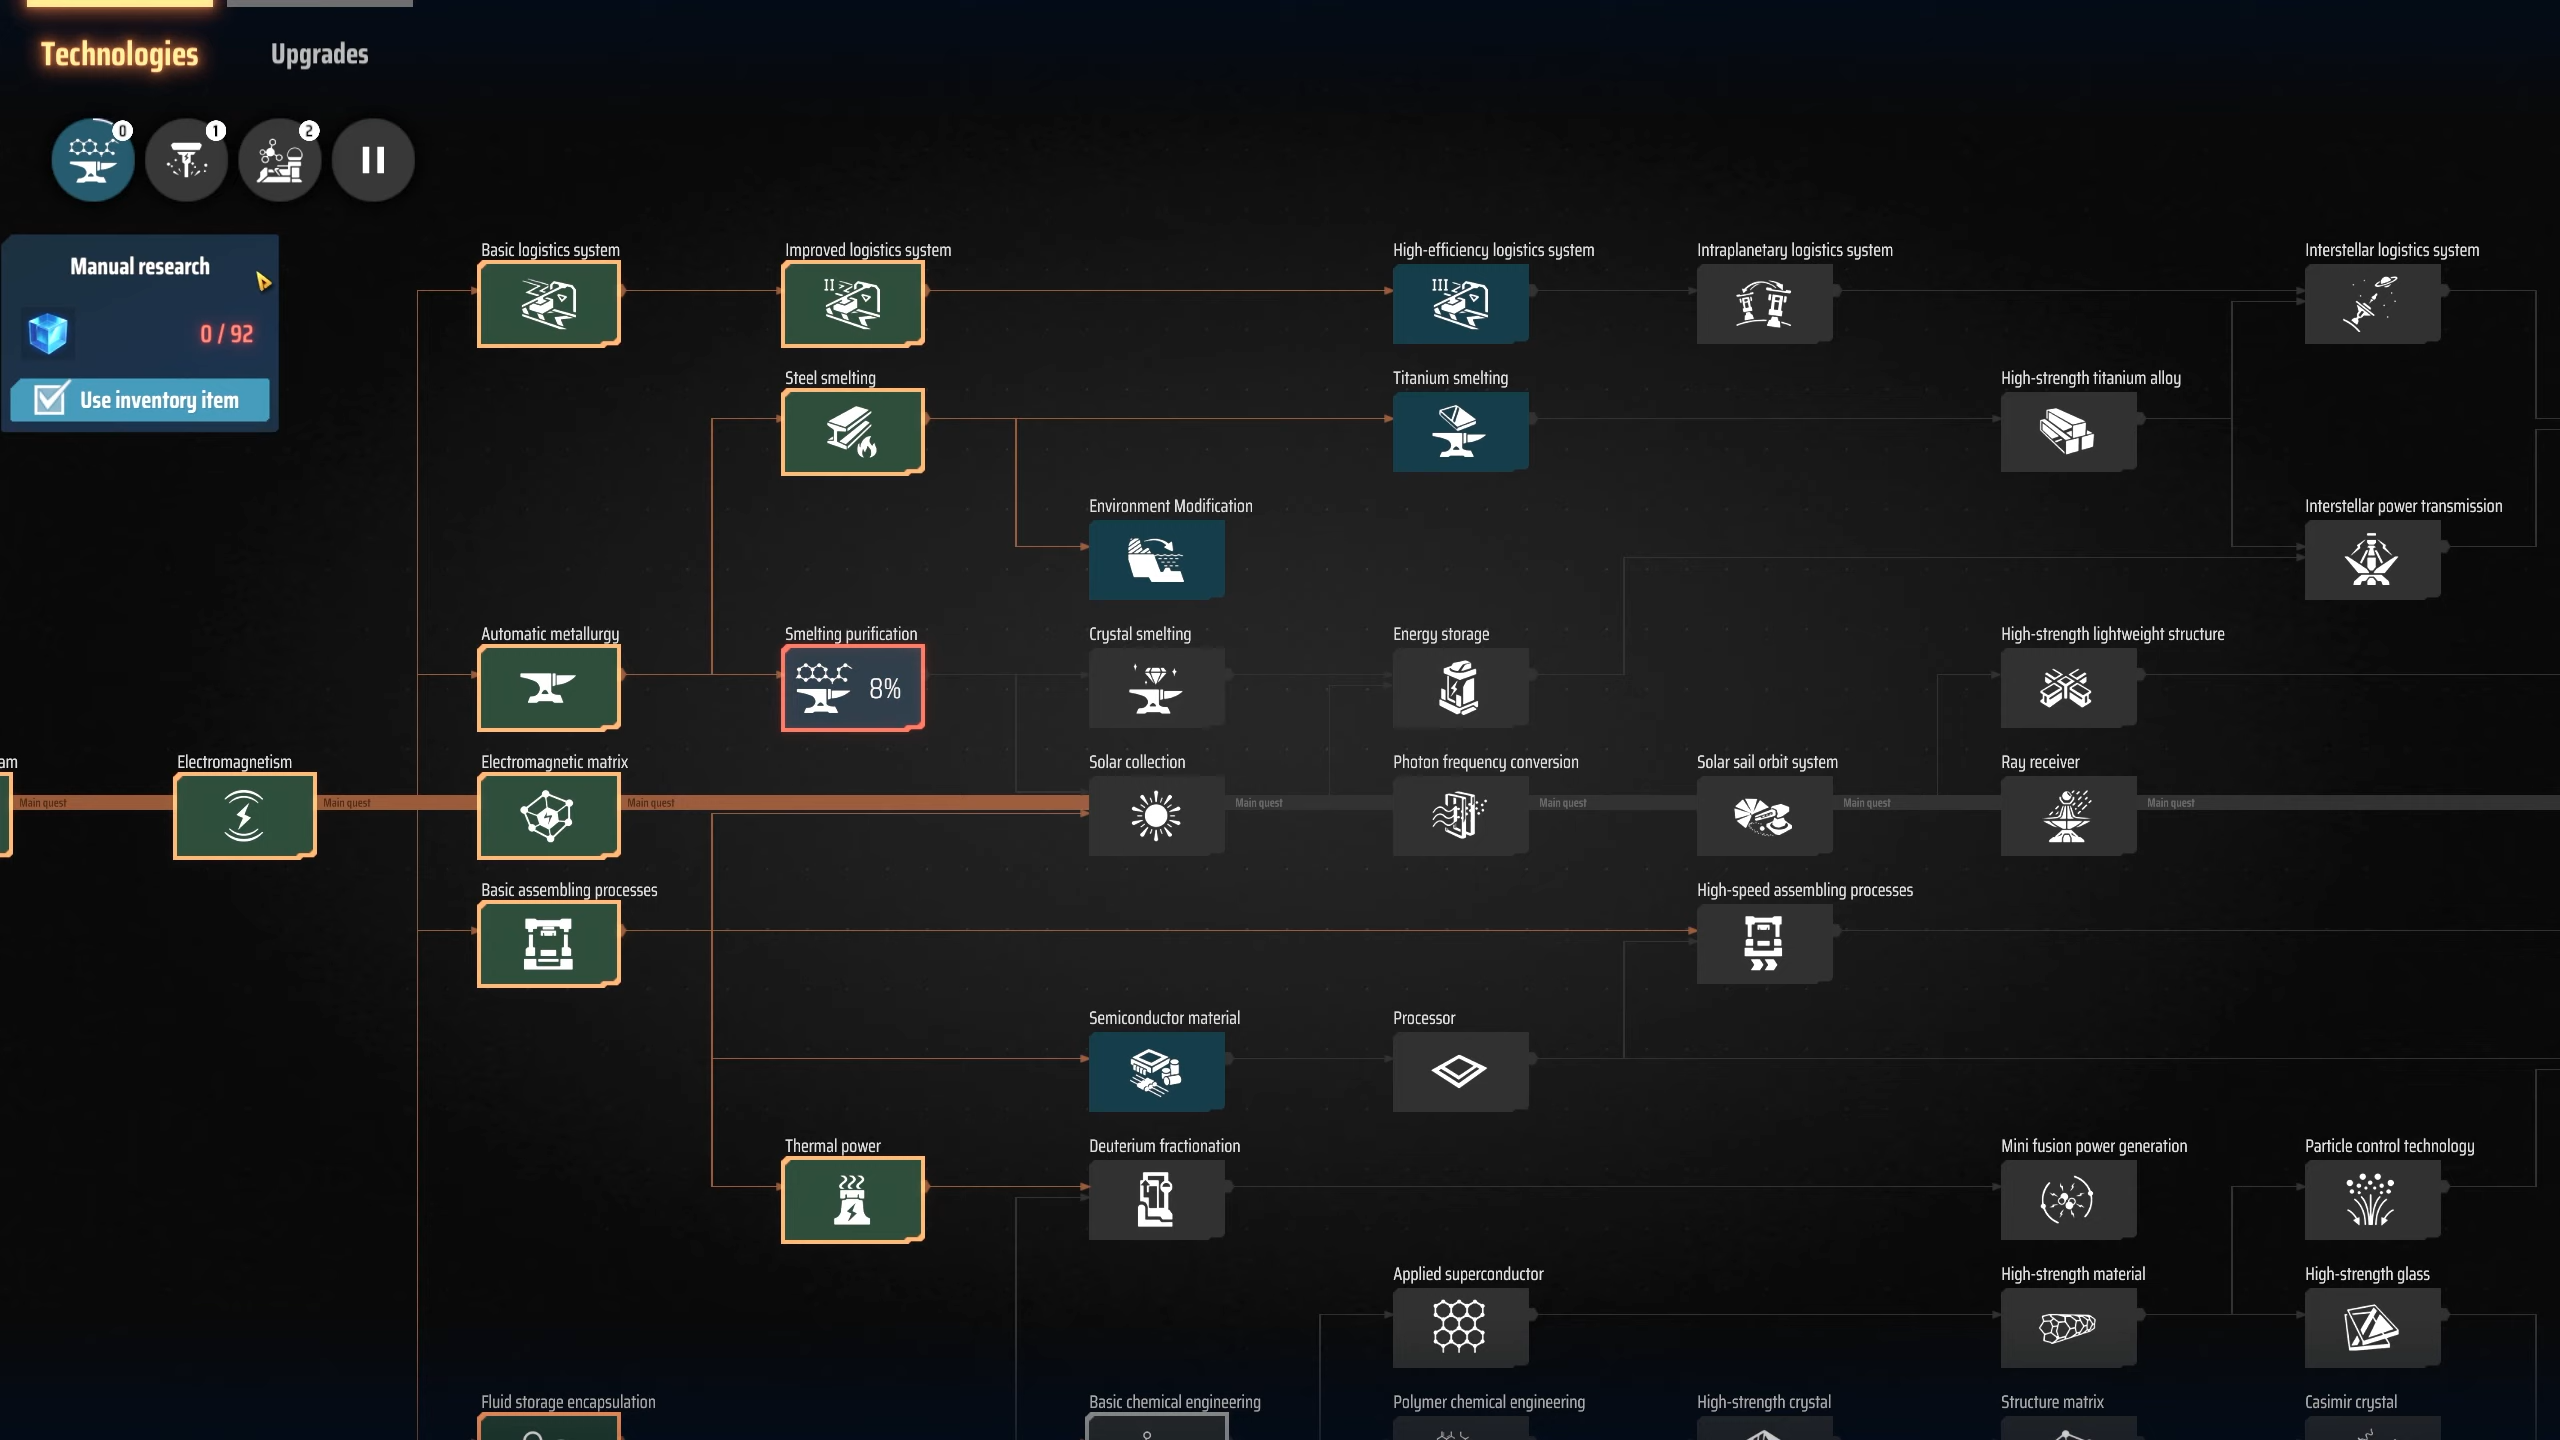 Technologies
Upgrades
0
1
2
Manual research
0 / 92
Use inventory item
Basic logistics system
Improved logistics system
High-efficiency logistics system
Intraplanetary logistics system
Interstellar logistics system
II
III
Steel smelting
Titanium smelting
High-strength titanium alloy
Environment Modification
Interstellar power transmission
Automatic metallurgy
Smelting purification
Crystal smelting
Energy storage
High-strength lightweight structure
8%
am
Electromagnetism
Electromagnetic matrix
Solar collection
Photon frequency conversion
Solar sail orbit system
Ray receiver
Main quest
Main quest
Main quest
Main quest
Main quest
Main quest
Main quest
Basic assembling processes
High-speed assembling processes
Semiconductor material
Processor
Thermal power
Deuterium fractionation
Mini fusion power generation
Particle control technology
Applied superconductor
High-strength material
High-strength glass
Fluid storage encapsulation
Basic chemical engineering
Polymer chemical engineering
High-strength crystal
Structure matrix
Casimir crystal